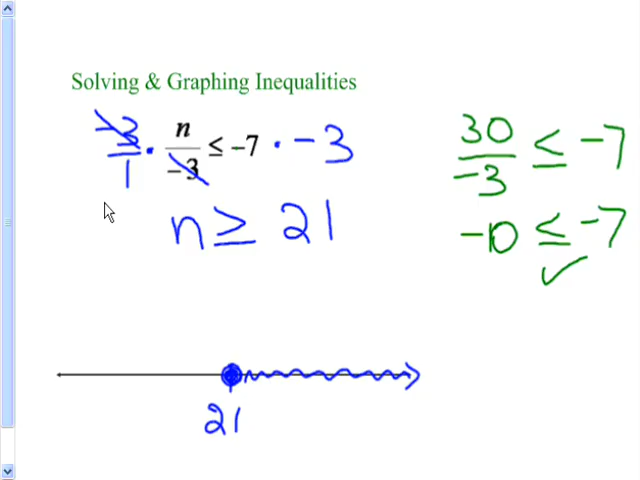 Solving & Graphing Inequalities
-3/1 · n/-3 ≤ -7 · -3
n ≥ 21
21
30/-3 ≤ -7
-10 ≤ -7
✓